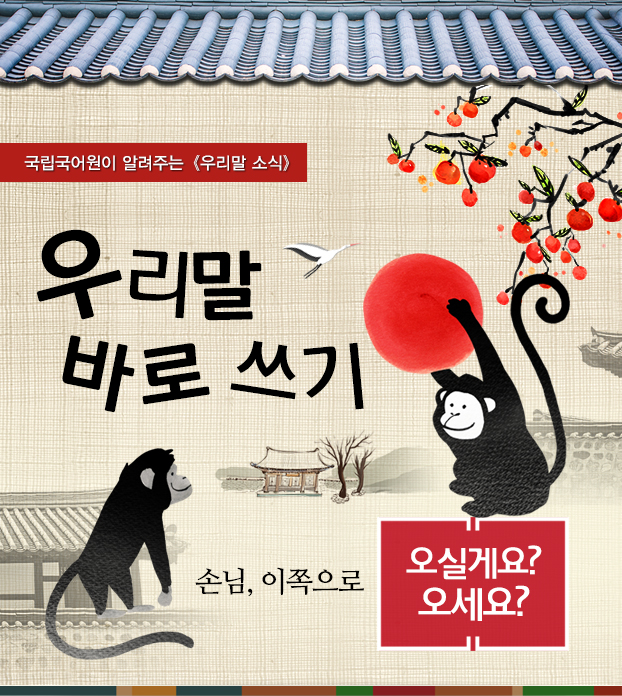 국립국어원이 알려주는 《우리말 소식》
우리말
바로 쓰기
손님, 이쪽으로
오실게요?
오세요?